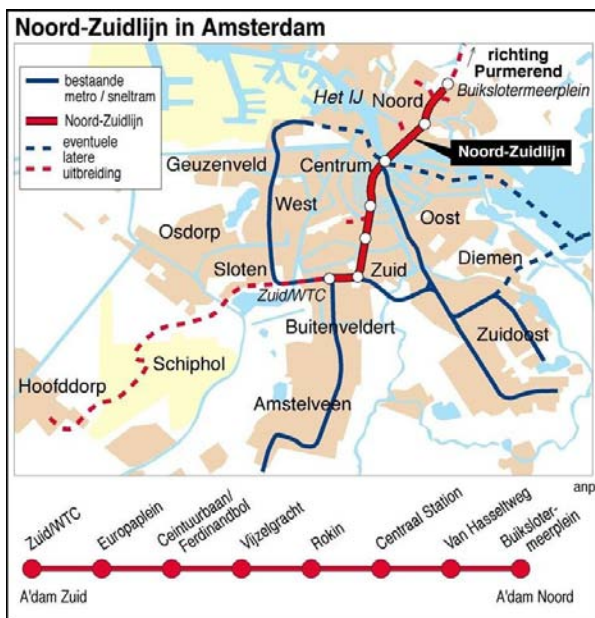 Noord-Zuidlijn in Amsterdam
bestaande
metro / sneltram
Noord-Zuidlijn
eventuele
latere
uitbreiding
richting
Purmerend
Buikslotermeerplein
Het IJ
Noord
Noord-Zuidlijn
Geuzenveld
Centrum
West
Oost
Osdorp
Diemen
Sloten
Zuid
Zuid/WTC
Buitenveldert
Zuidoost
Schiphol
Hoofddorp
Amstelveen
anp
Zuid/WTC
Europaplein
Ceintuurbaan/
Ferdinandbol
Vijzelgracht
Rokin
Centraal Station
Van Hasseltweg
Buiksloter-
meerplein
A'dam Zuid
A'dam Noord